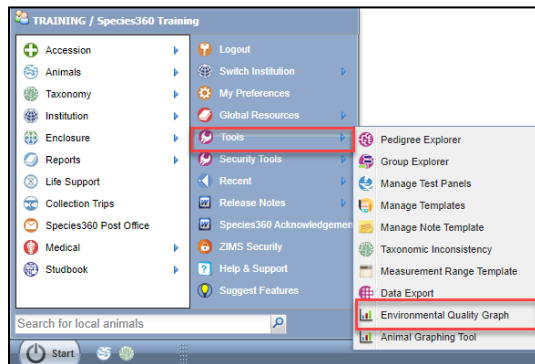 TRAINING / Species360 Training
Accession
Animals
Taxonomy
Institution
Enclosure
Reports
Life Support
Collection Trips
Species360 Post Office
Medical
Studbook
Search for local animals
Start
Logout
Switch Institution
My Preferences
Global Resources
Tools
Security Tools
Recent
Release Notes
Species360 Acknowledgemen
ZIMS Security
Help & Support
Suggest Features
Pedigree Explorer
Group Explorer
Manage Test Panels
Manage Templates
Manage Note Template
Taxonomic Inconsistency
Measurement Range Template
Data Export
Environmental Quality Graph
Animal Graphing Tool